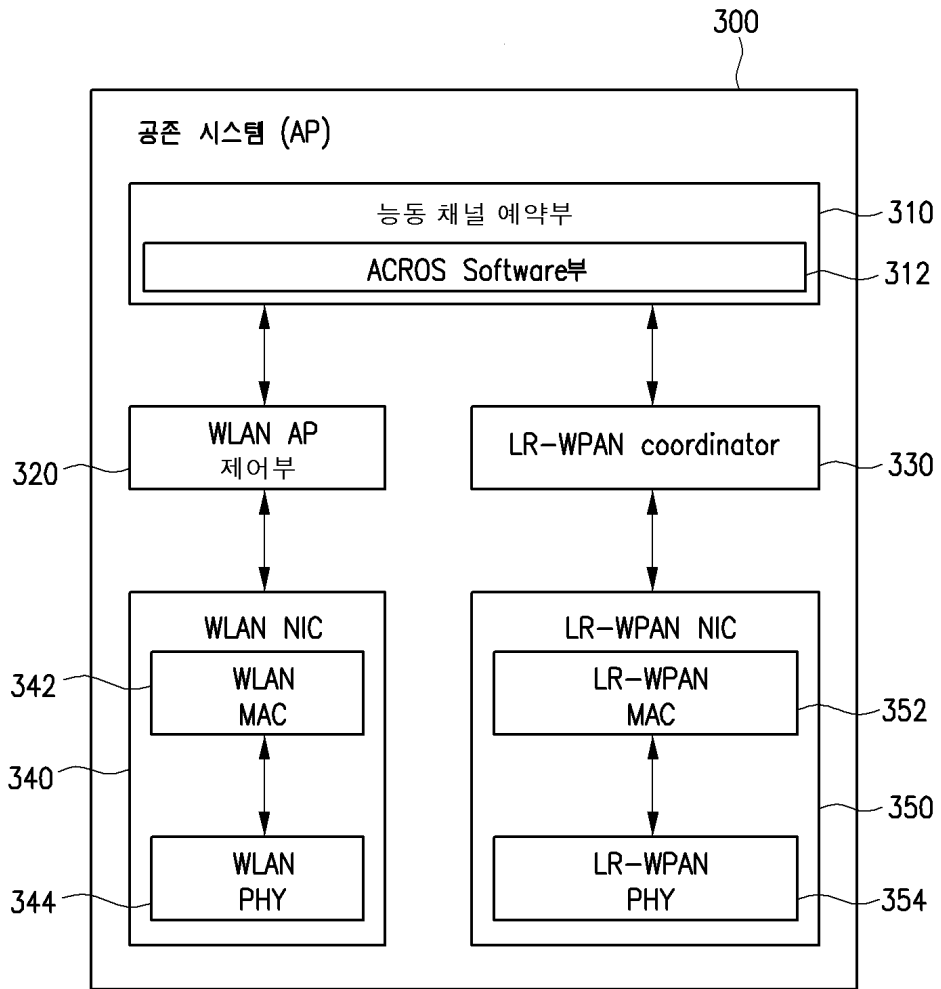 300
공존 시스템 (AP)
능동 채널 예약부
310
ACROS Software부
312
WLAN AP
제어부
320
LR-WPAN coordinator
330
WLAN NIC
LR-WPAN NIC
342
WLAN
MAC
LR-WPAN
MAC
352
340
350
WLAN
PHY
344
LR-WPAN
PHY
354